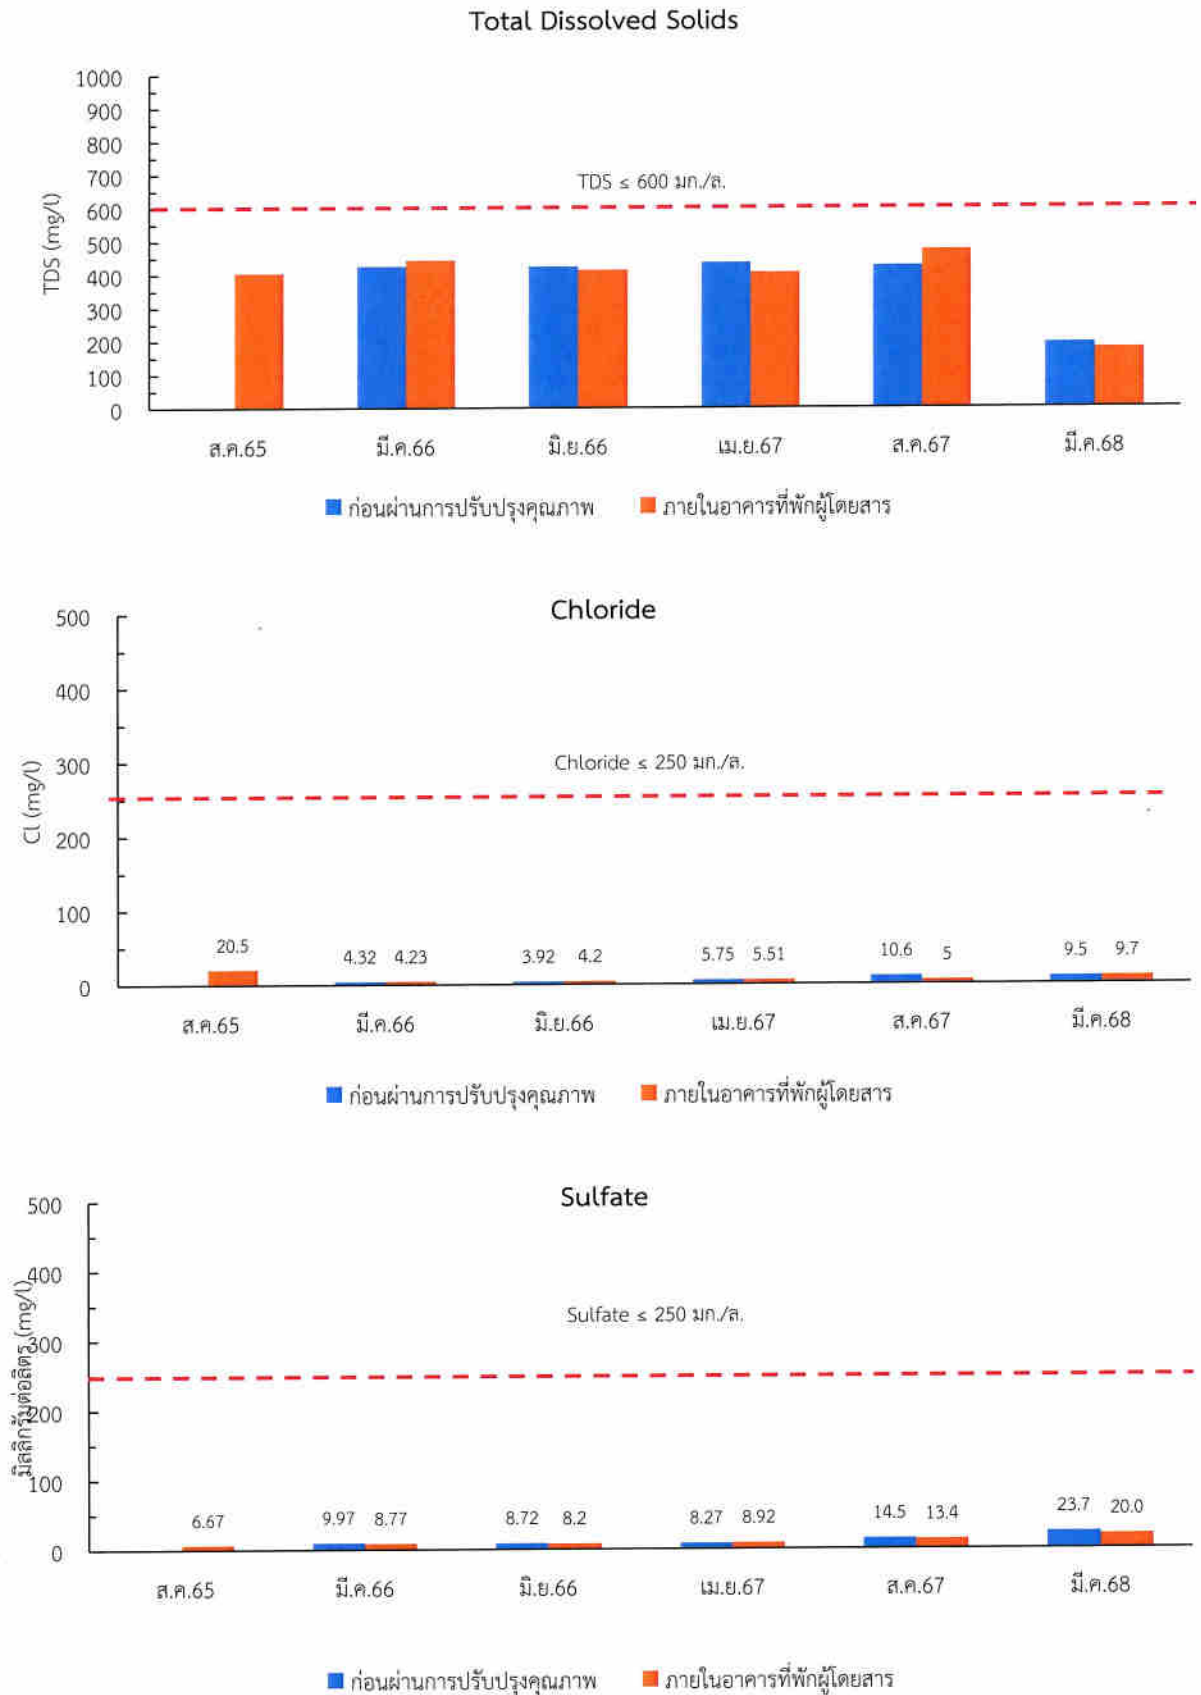 Total Dissolved Solids
1000
900
800
700
600
500
400
300
200
100
0
TDS (mg/l)
TDS ≤ 600 มก./ล.
ส.ค.65 มี.ค.66 มิ.ย.66 เม.ย.67 ส.ค.67 มี.ค.68
ก่อนผ่านการปรับปรุงคุณภาพ ภายในอาคารที่พักผู้โดยสาร
Chloride
500
400
300
200
100
0
Cl (mg/l)
Chloride ≤ 250 มก./ล.
20.5 4.32 4.23 3.92 4.2 5.75 5.51 10.6 5 9.5 9.7
ส.ค.65 มี.ค.66 มิ.ย.66 เม.ย.67 ส.ค.67 มี.ค.68
ก่อนผ่านการปรับปรุงคุณภาพ ภายในอาคารที่พักผู้โดยสาร
Sulfate
500
400
300
200
100
0
มิลลิกรัมต่อลิตร (mg/l)
Sulfate ≤ 250 มก./ล.
6.67 9.97 8.77 8.72 8.2 8.27 8.92 14.5 13.4 23.7 20.0
ส.ค.65 มี.ค.66 มิ.ย.66 เม.ย.67 ส.ค.67 มี.ค.68
ก่อนผ่านการปรับปรุงคุณภาพ ภายในอาคารที่พักผู้โดยสาร